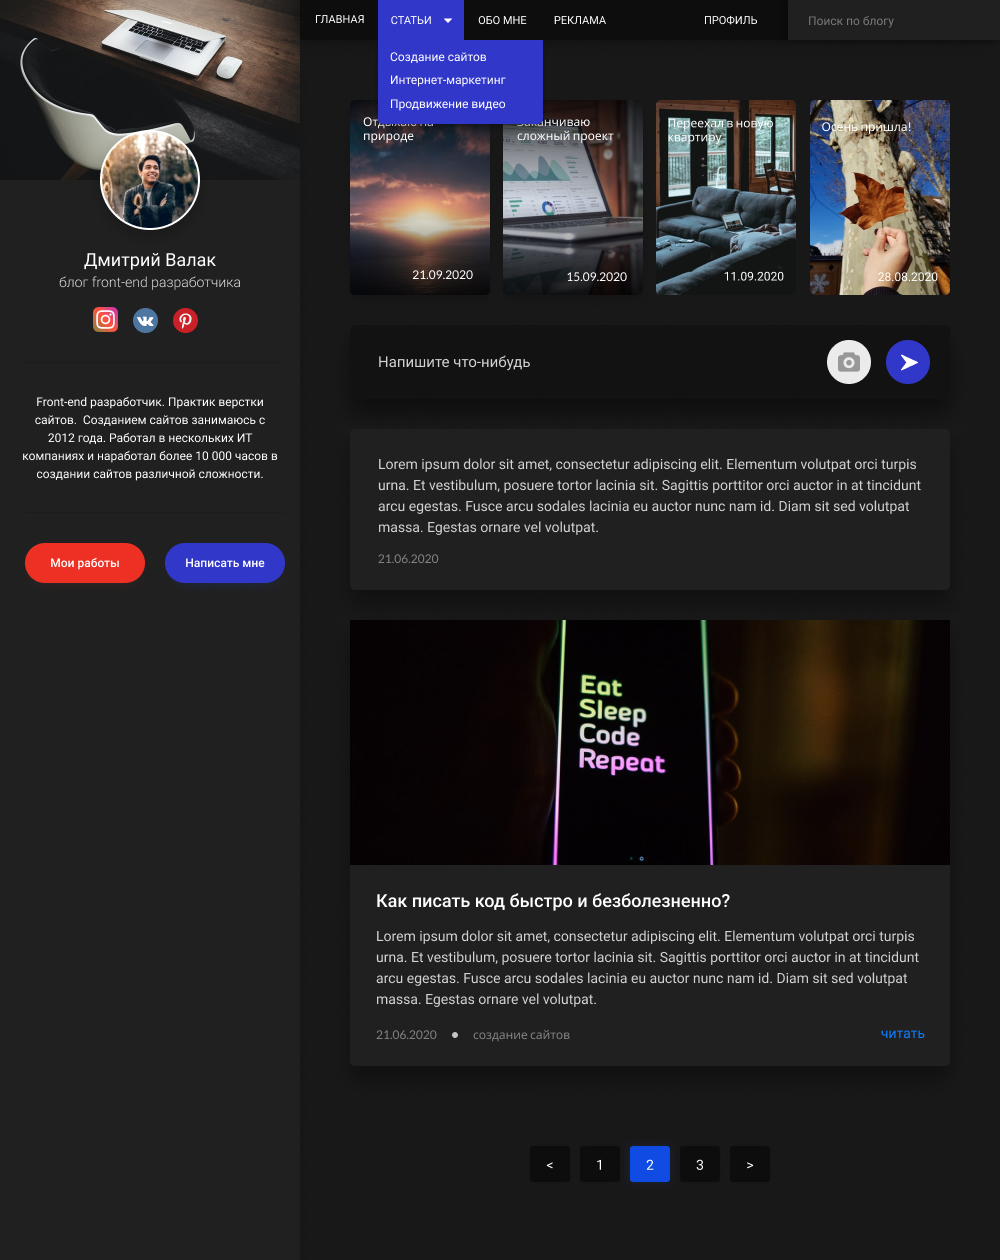 ГЛАВНАЯ
СТАТЬИ
ОБО МНЕ
РЕКЛАМА
ПРОФИЛЬ
Поиск по блогу
Создание сайтов
Интернет-маркетинг
Продвижение видео
Дмитрий Валак
блог front-end разработчика
Front-end разработчик. Практик верстки
сайтов. Созданием сайтов занимаюсь с
2012 года. Работал в нескольких ИТ
компаниях и наработал более 10 000 часов в
создании сайтов различной сложности.
Мои работы
Написать мне
Отдыхаю на
природе
21.09.2020
Заканчиваю
сложный проект
15.09.2020
Переехал в новую
квартиру
11.09.2020
Осень пришла!
28.08.2020
Напишите что-нибудь
Lorem ipsum dolor sit amet, consectetur adipiscing elit. Elementum volutpat orci turpis
urna. Et vestibulum, posuere tortor lacinia sit. Sagittis porttitor orci auctor in at tincidunt
arcu egestas. Fusce arcu sodales lacinia eu auctor nunc nam id. Diam sit sed volutpat
massa. Egestas ornare vel volutpat.
21.06.2020
Eat
Sleep
Code
Repeat
Как писать код быстро и безболезненно?
Lorem ipsum dolor sit amet, consectetur adipiscing elit. Elementum volutpat orci turpis
urna. Et vestibulum, posuere tortor lacinia sit. Sagittis porttitor orci auctor in at tincidunt
arcu egestas. Fusce arcu sodales lacinia eu auctor nunc nam id. Diam sit sed volutpat
massa. Egestas ornare vel volutpat.
21.06.2020 • создание сайтов
читать
< 1 2 3 >